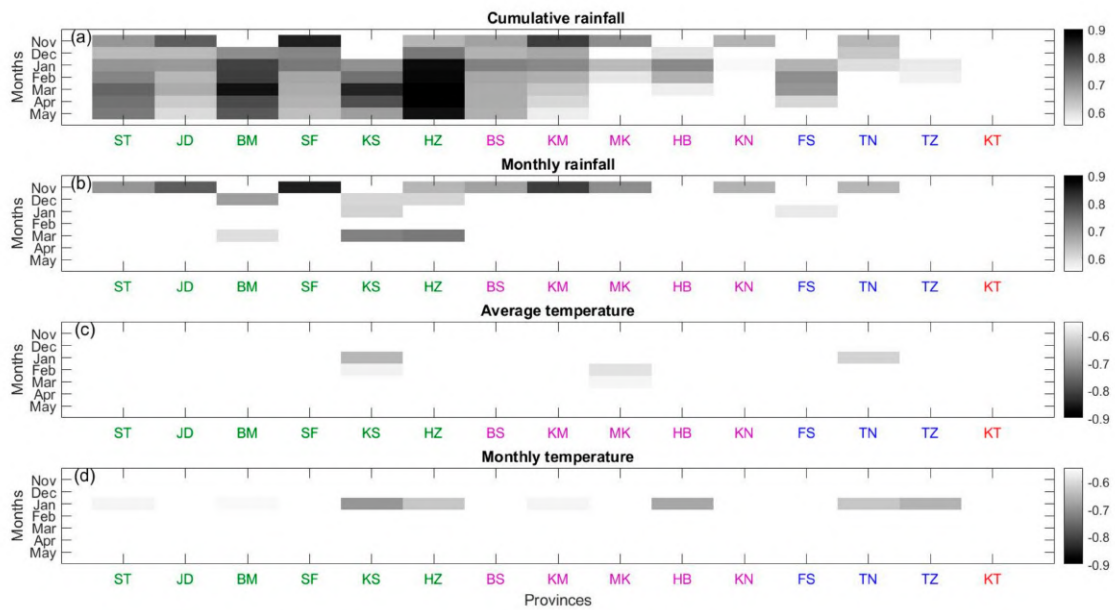 Cumulative rainfall
(a)
Months
Nov
Dec
Jan
Feb
Mar
Apr
May
ST JD BM SF KS HZ BS KM MK HB KN FS TN TZ KT
0.9
0.8
0.7
0.6
Monthly rainfall
(b)
Months
Nov
Dec
Jan
Feb
Mar
Apr
May
ST JD BM SF KS HZ BS KM MK HB KN FS TN TZ KT
0.9
0.8
0.7
0.6
Average temperature
(c)
Months
Nov
Dec
Jan
Feb
Mar
Apr
May
ST JD BM SF KS HZ BS KM MK HB KN FS TN TZ KT
-0.6
-0.7
-0.8
-0.9
Monthly temperature
(d)
Months
Nov
Dec
Jan
Feb
Mar
Apr
May
ST JD BM SF KS HZ BS KM MK HB KN FS TN TZ KT
-0.6
-0.7
-0.8
-0.9
Provinces